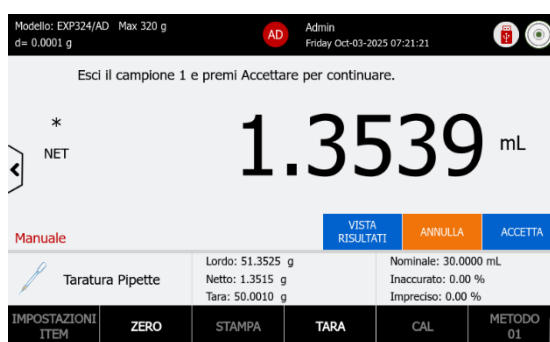 Modello: EXP324/AD Max 320 g
d= 0.0001 g
AD
Admin
Friday Oct-03-2025 07:21:21
Esci il campione 1 e premi Accettare per continuare.
*
NET
1.3539 mL
Manuale
VISTA
RISULTATI
ANNULLA
ACCETTA
Taratura Pipette
Lordo: 51.3525 g
Netto: 1.3515 g
Tara: 50.0010 g
Nominale: 30.0000 mL
Inaccurato: 0.00 %
Impreciso: 0.00 %
IMPOSTAZIONI
ITEM
ZERO
STAMPA
TARA
CAL
METODO
01